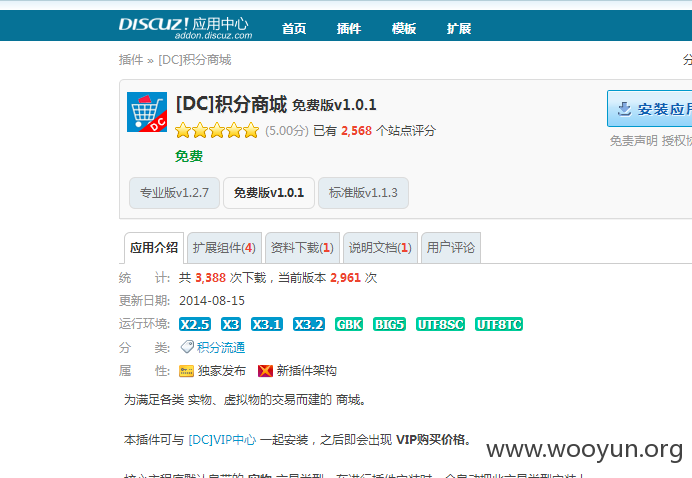 DISCUZ! 应用中心
addon.discuz.com
首页 插件 模板 扩展
插件 » [DC]积分商城
[DC]积分商城 免费版v1.0.1
DC
(5.00分) 已有 2,568 个站点评分
免费
安装应
免责声明 授权
专业版v1.2.7 免费版v1.0.1 标准版v1.1.3
应用介绍 扩展组件(4) 资料下载(1) 说明文档(1) 用户评论
统 计: 共 3,388 次下载，当前版本 2,961 次
更新日期: 2014-08-15
运行环境: X2.5 X3 X3.1 X3.2 GBK BIG5 UTF8SC UTF8TC
分 类: 积分流通
属 性: 独家发布 新插件架构
为满足各类 实物、虚拟物的交易而建的 商城。
本插件可与 [DC]VIP中心 一起安装，之后即会出现 VIP购买价格。
www.wooyun.org